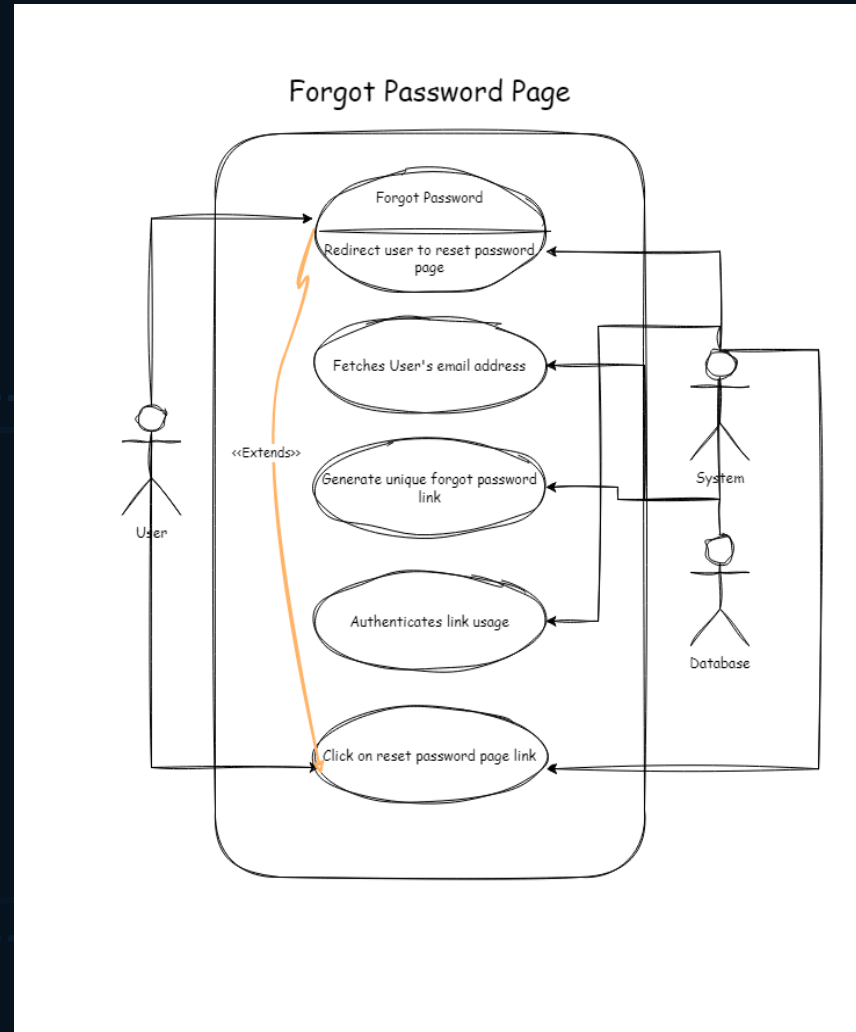 Forgot Password Page
Forgot Password
Redirect user to reset password
page
Fetches User's email address
<<Extends>>
Generate unique forgot password
link
System
User
Authenticates link usage
Database
Click on reset password page link